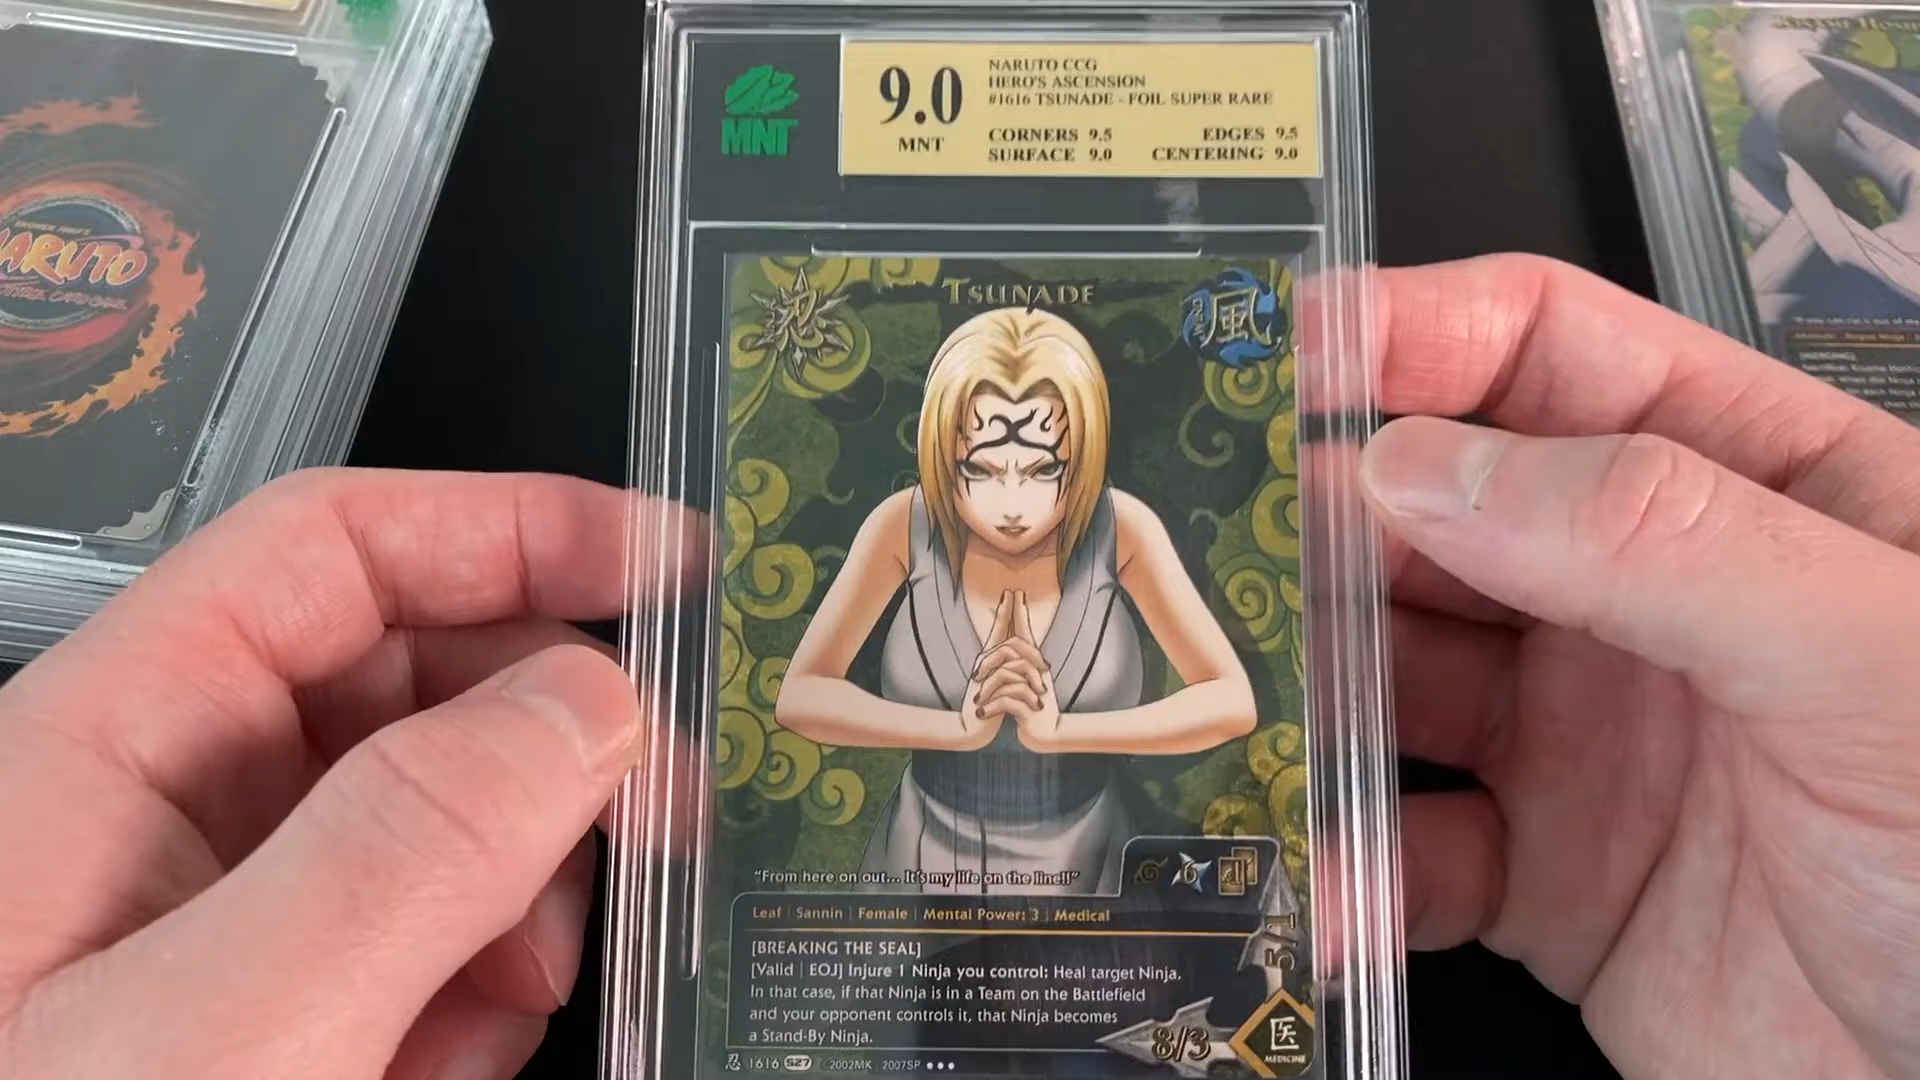 MNT
9.0
MNT
NARUTO CCG
HERO'S ASCENSION
#1616 TSUNADE - FOIL SUPER RARE
CORNERS 9.5
EDGES 9.5
SURFACE 9.0
CENTERING 9.0
NARUTO
忍
TSUNADE
風
"From here on out... It's my life on the line!!"
6
Leaf | Sannin | Female | Mental Power: 3 | Medical
[BREAKING THE SEAL]
[Valid | EOJ] Injure 1 Ninja you control: Heal target Ninja.
In that case, if that Ninja is in a Team on the Battlefield
and your opponent controls it, that Ninja becomes
a Stand-By Ninja.
5/1
8/3
医
MEDICINE
忍 1616 S27 ©2002MK 2007SP